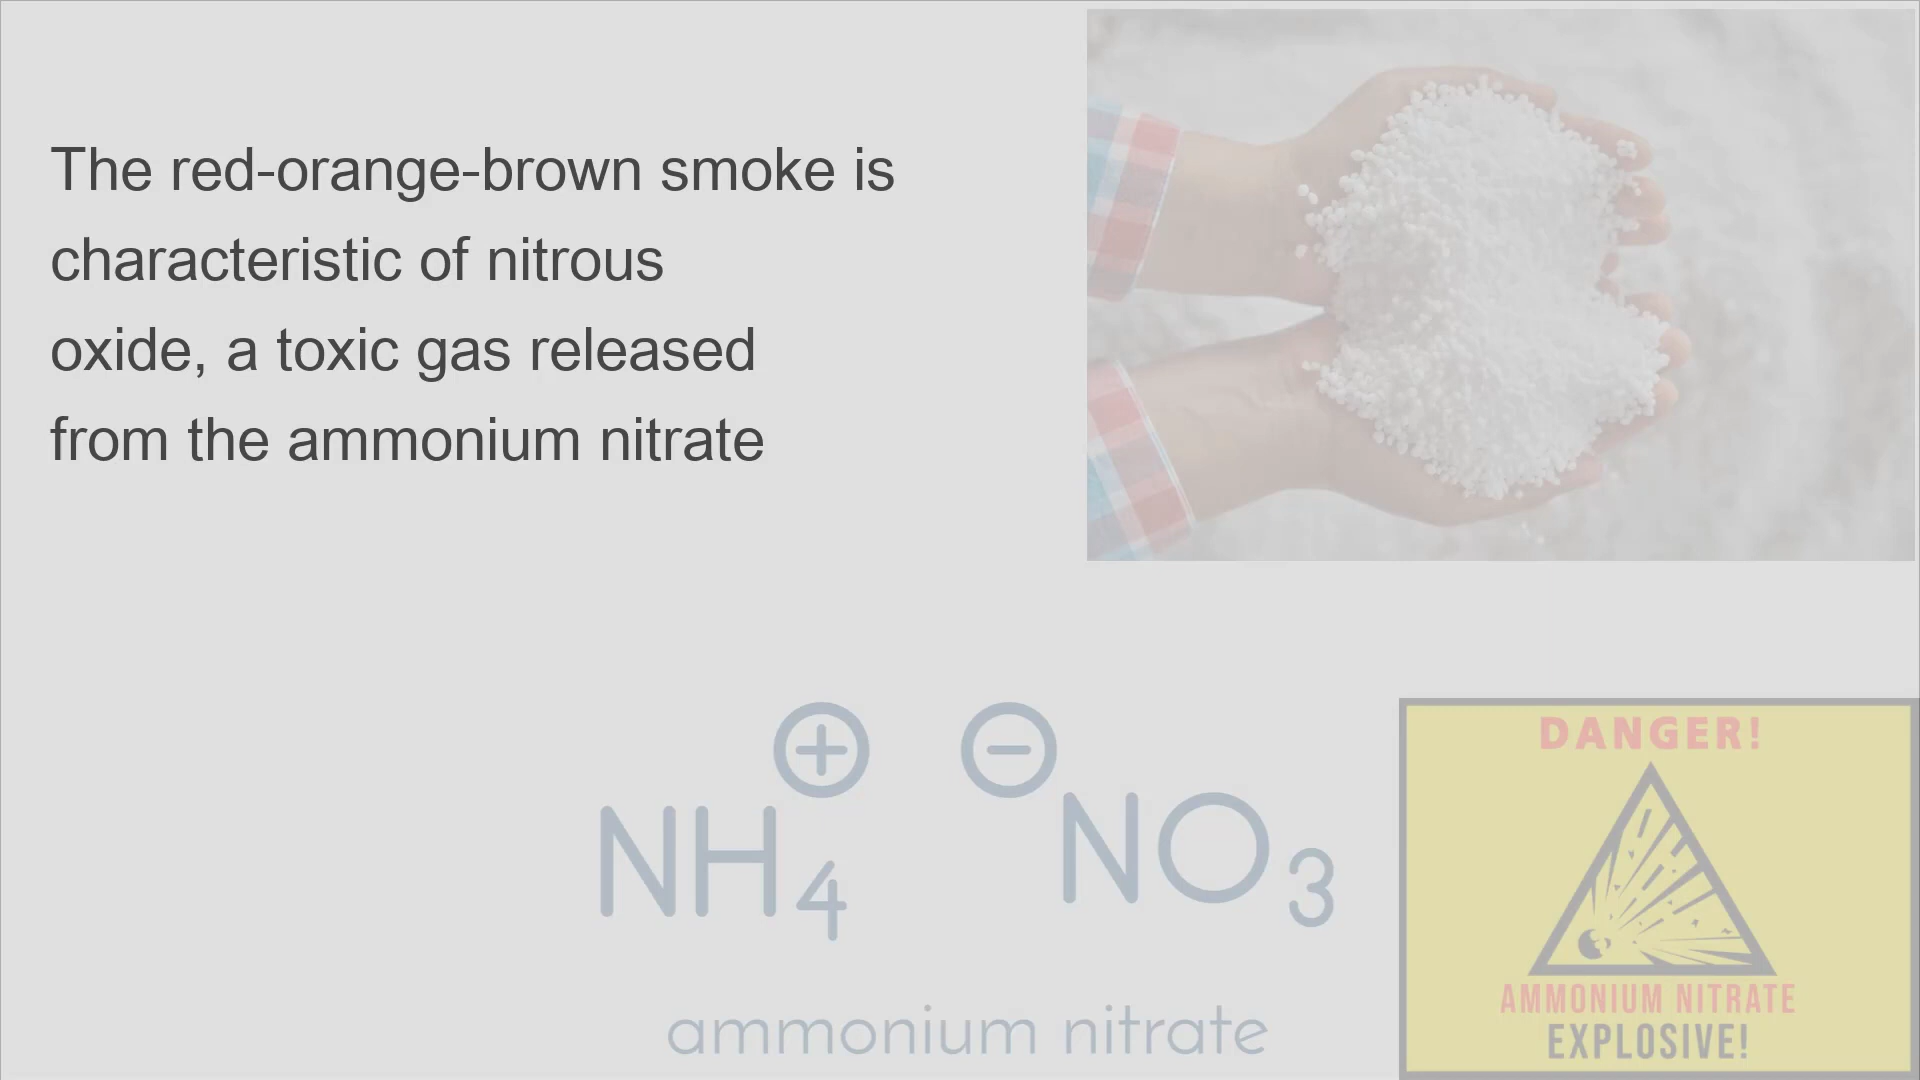 The red-orange-brown smoke is
characteristic of nitrous
oxide, a toxic gas released
from the ammonium nitrate
NH4 + − NO3
ammonium nitrate
DANGER!
AMMONIUM NITRATE
EXPLOSIVE!